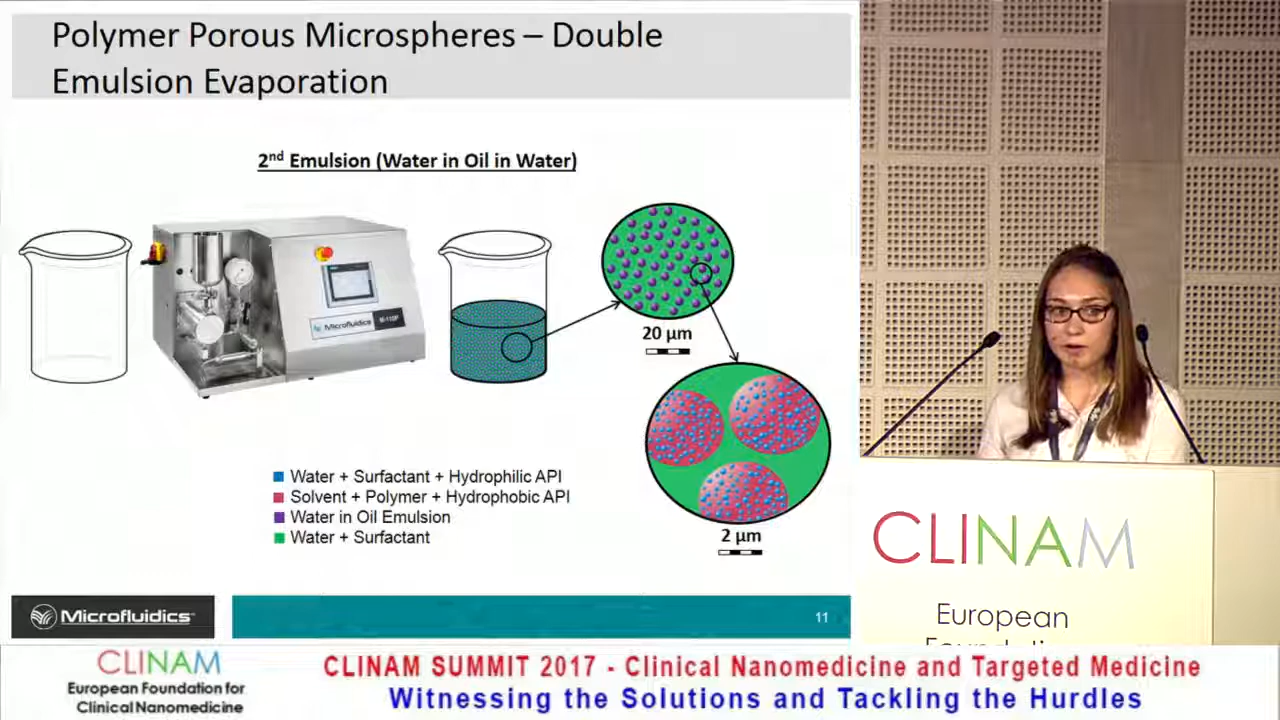 Polymer Porous Microspheres – Double
Emulsion Evaporation
2nd Emulsion (Water in Oil in Water)
Microfluidics
20 µm
2 µm
Water + Surfactant + Hydrophilic API
Solvent + Polymer + Hydrophobic API
Water in Oil Emulsion
Water + Surfactant
Microfluidics
11
CLINAM
European
CLINAM
European Foundation for
Clinical Nanomedicine
CLINAM SUMMIT 2017 - Clinical Nanomedicine and Targeted Medicine
Witnessing the Solutions and Tackling the Hurdles